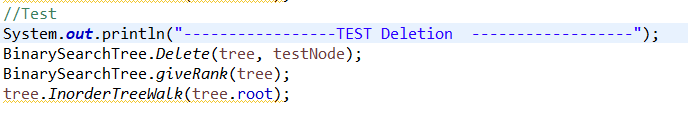 //Test
System.out.println("-----------------TEST Deletion  ------------------");
BinarySearchTree.Delete(tree, testNode);
BinarySearchTree.giveRank(tree);
tree.InorderTreeWalk(tree.root);